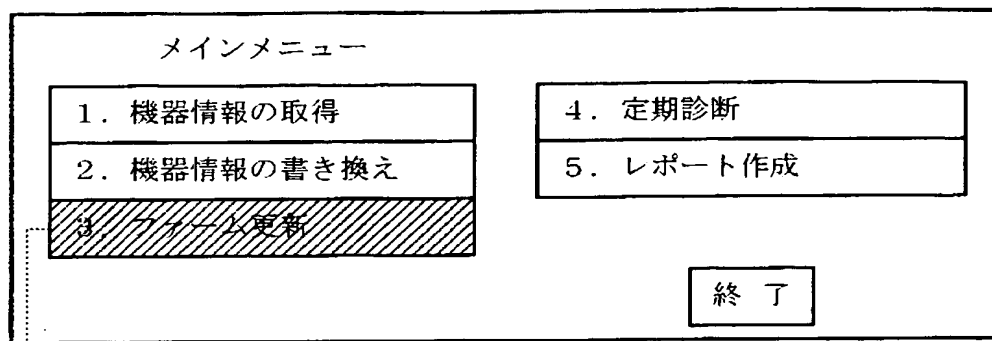 メインメニュー
1. 機器情報の取得
2. 機器情報の書き換え
3. ファーム更新
4. 定期診断
5. レポート作成
終 了